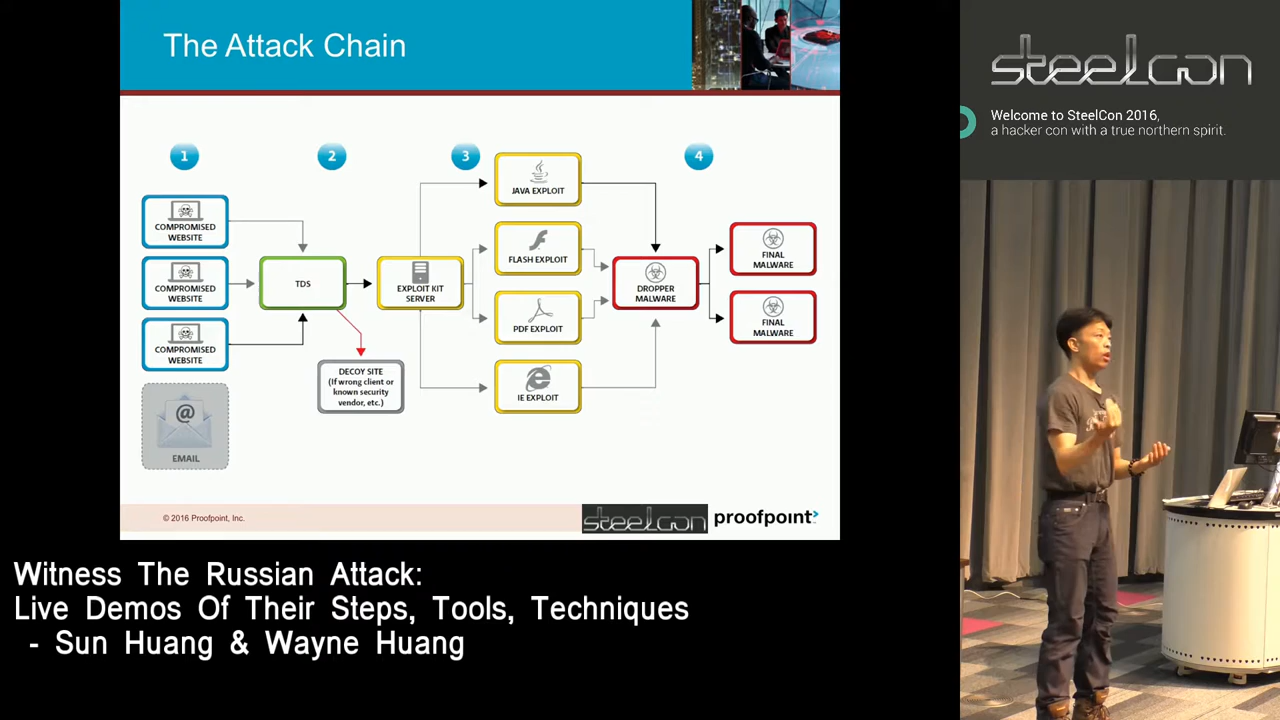 The Attack Chain
1
2
3
4
COMPROMISED
WEBSITE
COMPROMISED
WEBSITE
COMPROMISED
WEBSITE
@
EMAIL
TDS
DECOY SITE
(If wrong client or
known security
vendor, etc.)
EXPLOIT KIT
SERVER
JAVA EXPLOIT
FLASH EXPLOIT
PDF EXPLOIT
IE EXPLOIT
DROPPER
MALWARE
FINAL
MALWARE
FINAL
MALWARE
© 2016 Proofpoint, Inc.
steelcon
proofpoint
steelcon
Welcome to SteelCon 2016,
a hacker con with a true northern spirit.
Witness The Russian Attack:
Live Demos Of Their Steps, Tools, Techniques
- Sun Huang & Wayne Huang